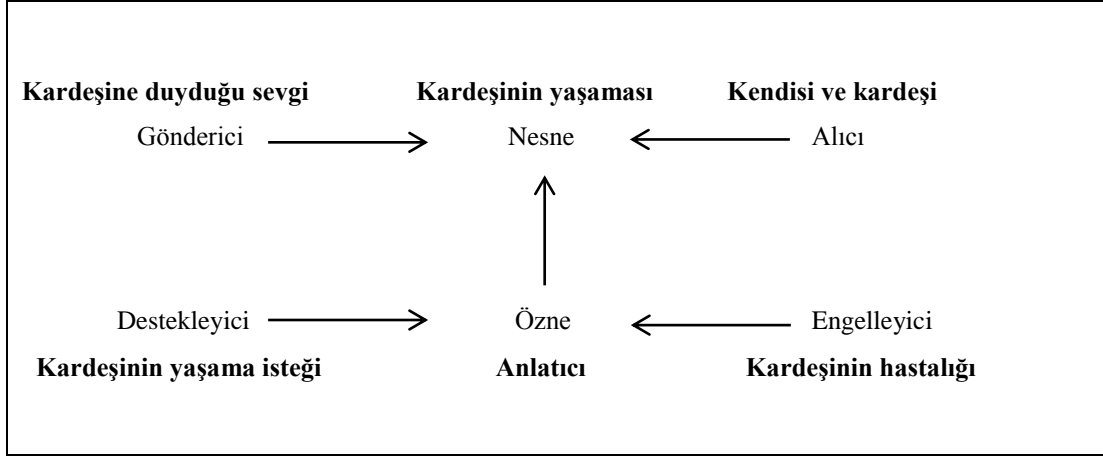 Kardeşine duyduğu sevgi Kardeşinin yaşaması Kendisi ve kardeşi
Gönderici Nesne Alıcı
Destekleyici Özne Engelleyici
Kardeşinin yaşama isteği Anlatıcı Kardeşinin hastalığı